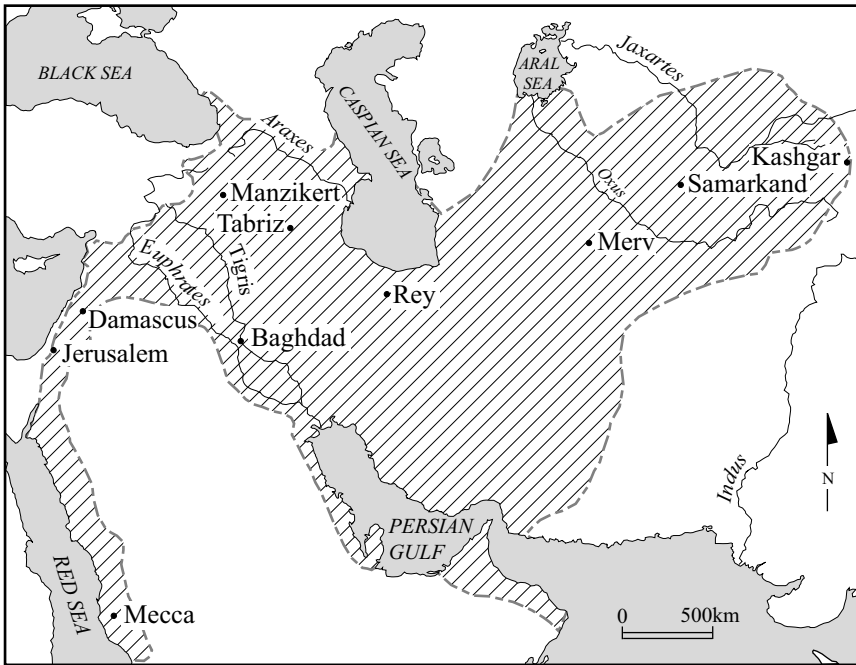 BLACK SEA
CASPIAN SEA
ARAL
SEA
Jaxartes
Araxes
Oxus
Kashgar
Samarkand
Manzikert
Tabriz
Merv
Euphrates
Tigris
Rey
Damascus
Baghdad
Jerusalem
Indus
N
PERSIAN
GULF
RED SEA
Mecca
0 500km